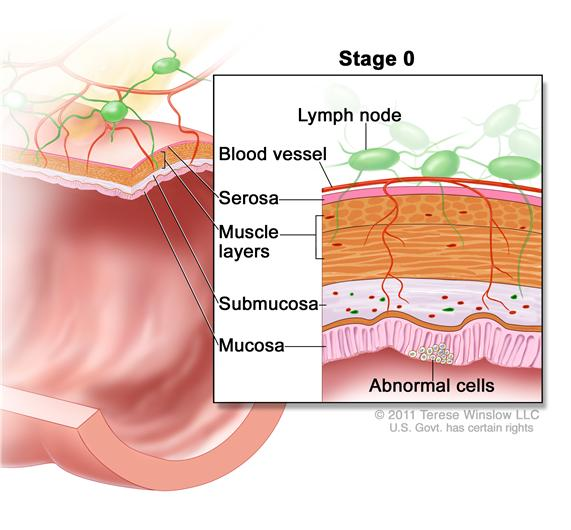 Stage 0
Lymph node
Blood vessel
Serosa
Muscle
layers
Submucosa
Mucosa
Abnormal cells
© 2011 Terese Winslow LLC
U.S. Govt. has certain rights